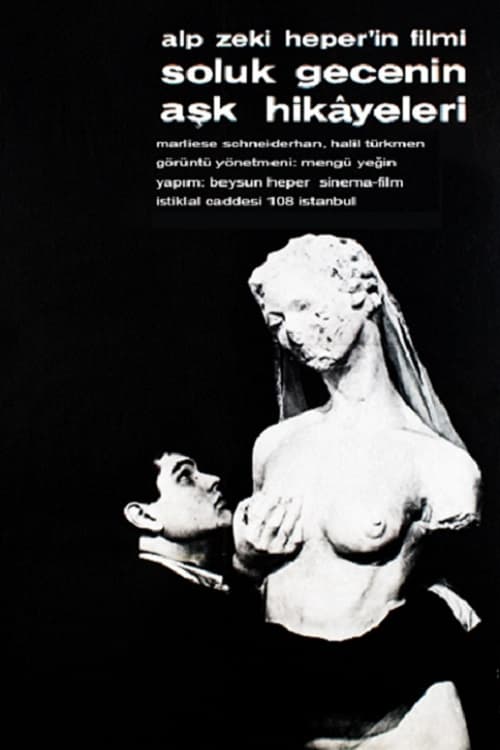 alp zeki heper'in filmi
soluk gecenin
aşk hikâyeleri
marliese schneiderhan, halil türkmen
görüntü yönetmeni: mengü yeğin
yapım: beysun heper sinema-film
istiklal caddesi 108 istanbul